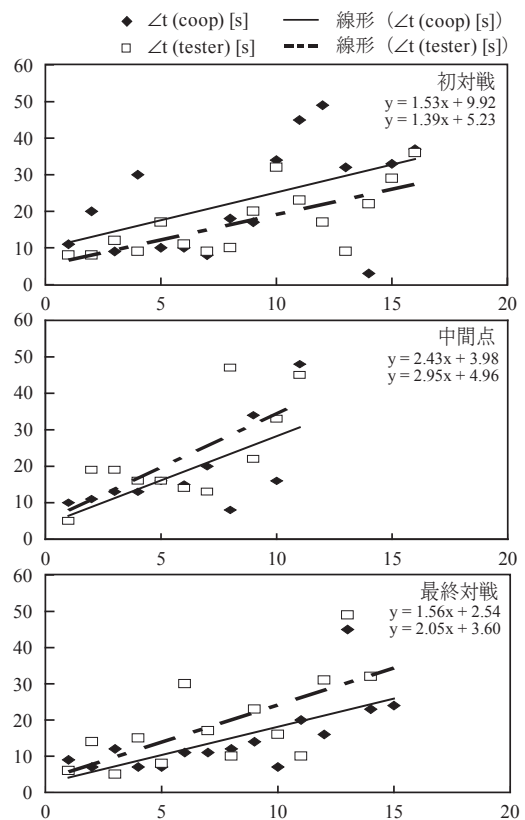 ∠t (coop) [s]
線形（∠t (coop) [s]）
∠t (tester) [s]
線形（∠t (tester) [s]）
60
50
40
30
20
10
0
初対戦
y = 1.53x + 9.92
y = 1.39x + 5.23
0 5 10 15 20
60
50
40
30
20
10
0
中間点
y = 2.43x + 3.98
y = 2.95x + 4.96
0 5 10 15 20
60
50
40
30
20
10
0
最終対戦
y = 1.56x + 2.54
y = 2.05x + 3.60
0 5 10 15 20